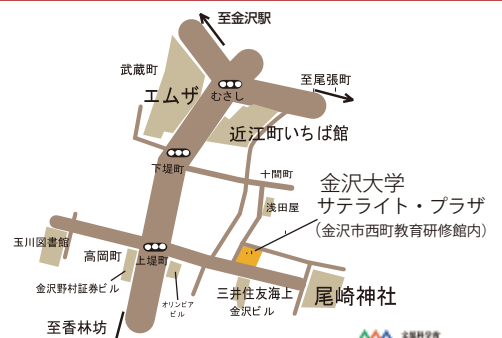 至金沢駅
武蔵町
エムザ
むさし
至尾張町
近江町いちば館
下堤町
十間町
金沢大学
サテライト・プラザ
(金沢市西町教育研修館内)
浅田屋
玉川図書館
高岡町
上堤町
金沢野村証券ビル
オリンピア
ビル
三井住友海上
金沢ビル
尾崎神社
至香林坊